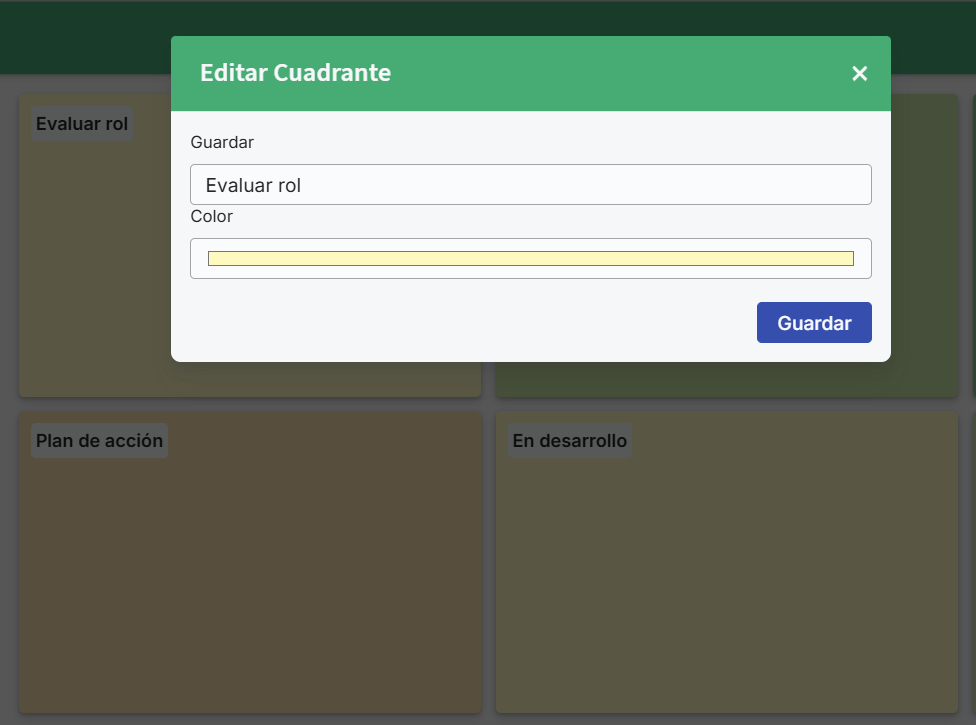 Editar Cuadrante
Evaluar rol
Guardar
Evaluar rol
Color
Guardar
Plan de acción
En desarrollo